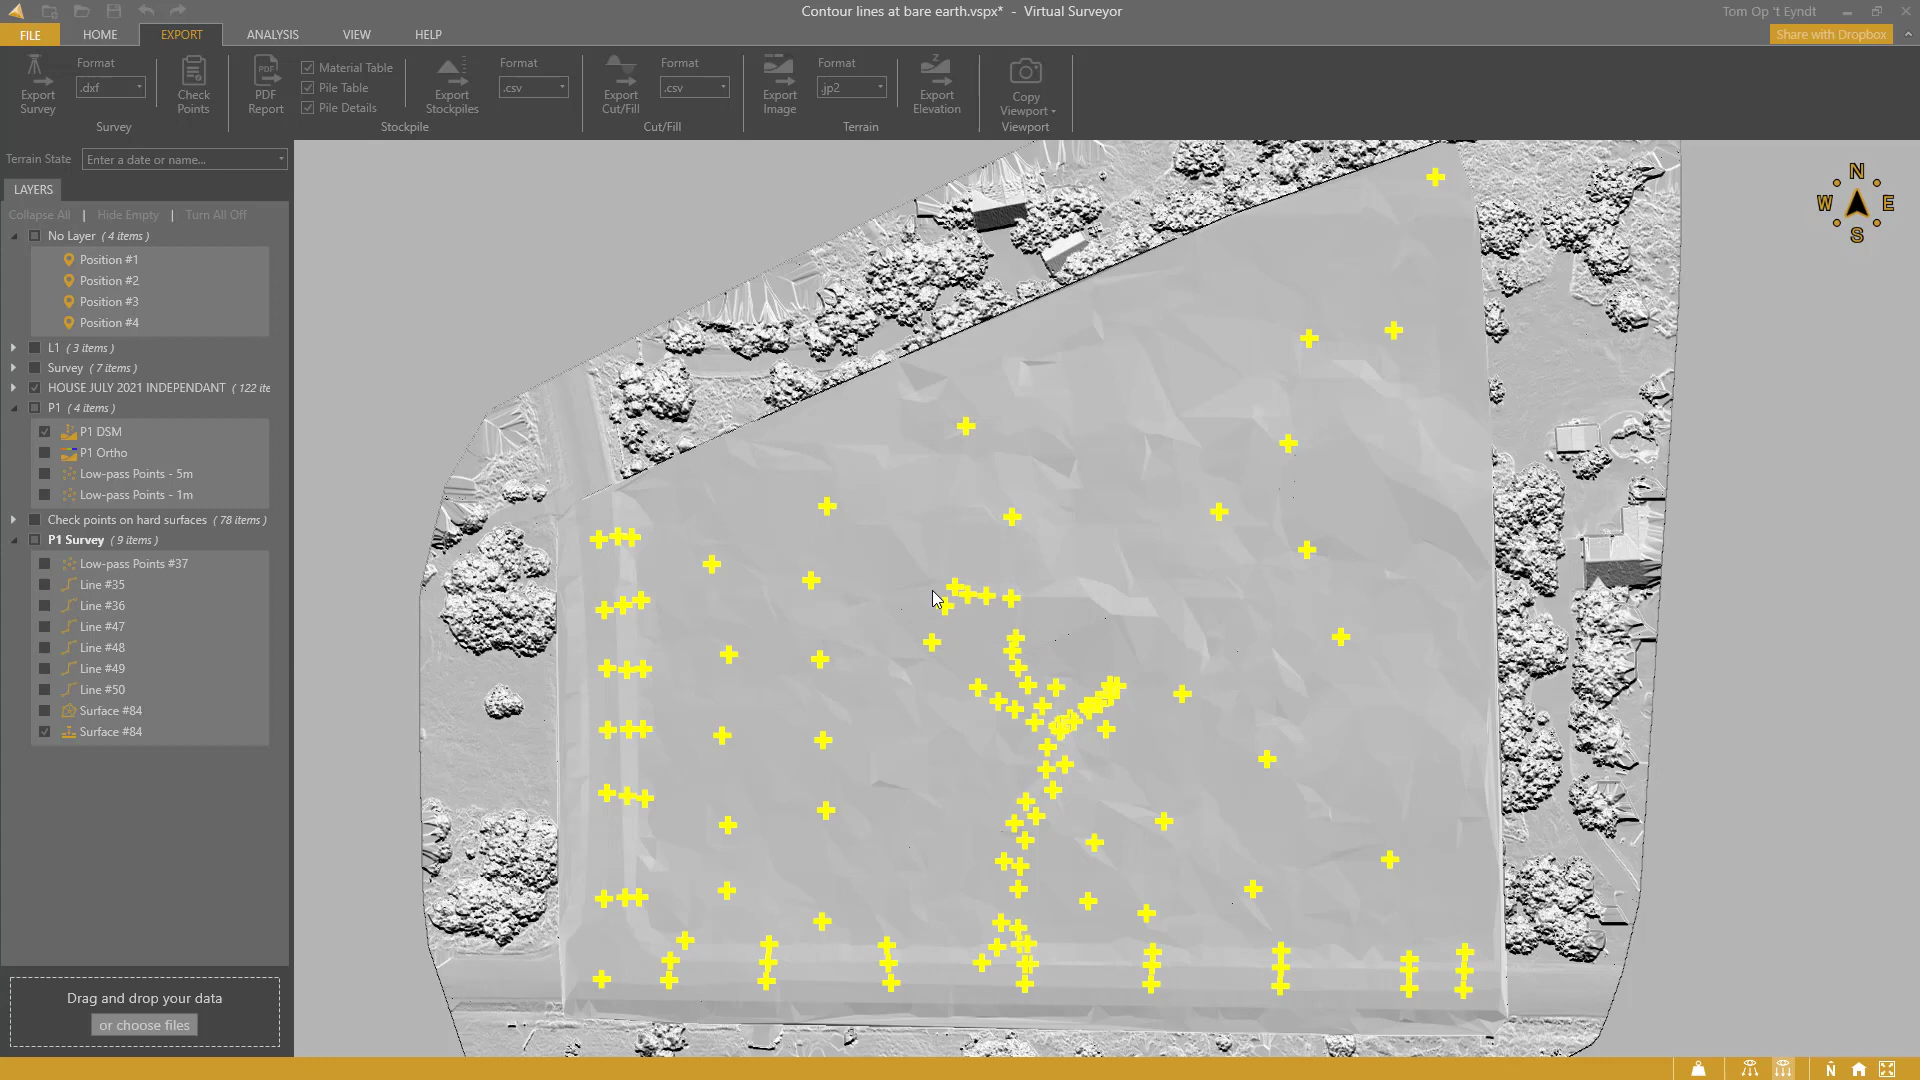 Contour lines at bare earth.vspx* - Virtual Surveyor
Tom Op 't Eyndt
FILE HOME EXPORT ANALYSIS VIEW HELP
Share with Dropbox
Export Survey
Format
.dxf
Check Points
Survey
PDF Report
Material Table
Pile Table
Pile Details
Export Stockpiles
Format
.csv
Stockpile
Export Cut/Fill
Format
.csv
Cut/Fill
Export Image
Format
.jp2
Export Elevation
Terrain
Copy Viewport
Viewport
Terrain State
Enter a date or name...
LAYERS
Collapse All | Hide Empty | Turn All Off
No Layer ( 4 items )
Position #1
Position #2
Position #3
Position #4
L1 ( 3 items )
Survey ( 7 items )
HOUSE JULY 2021 INDEPENDANT ( 122 ite
P1 ( 4 items )
P1 DSM
P1 Ortho
Low-pass Points - 5m
Low-pass Points - 1m
Check points on hard surfaces ( 78 items )
P1 Survey ( 9 items )
Low-pass Points #37
Line #35
Line #36
Line #47
Line #48
Line #49
Line #50
Surface #84
Surface #84
Drag and drop your data
or choose files
N
W E
S
N